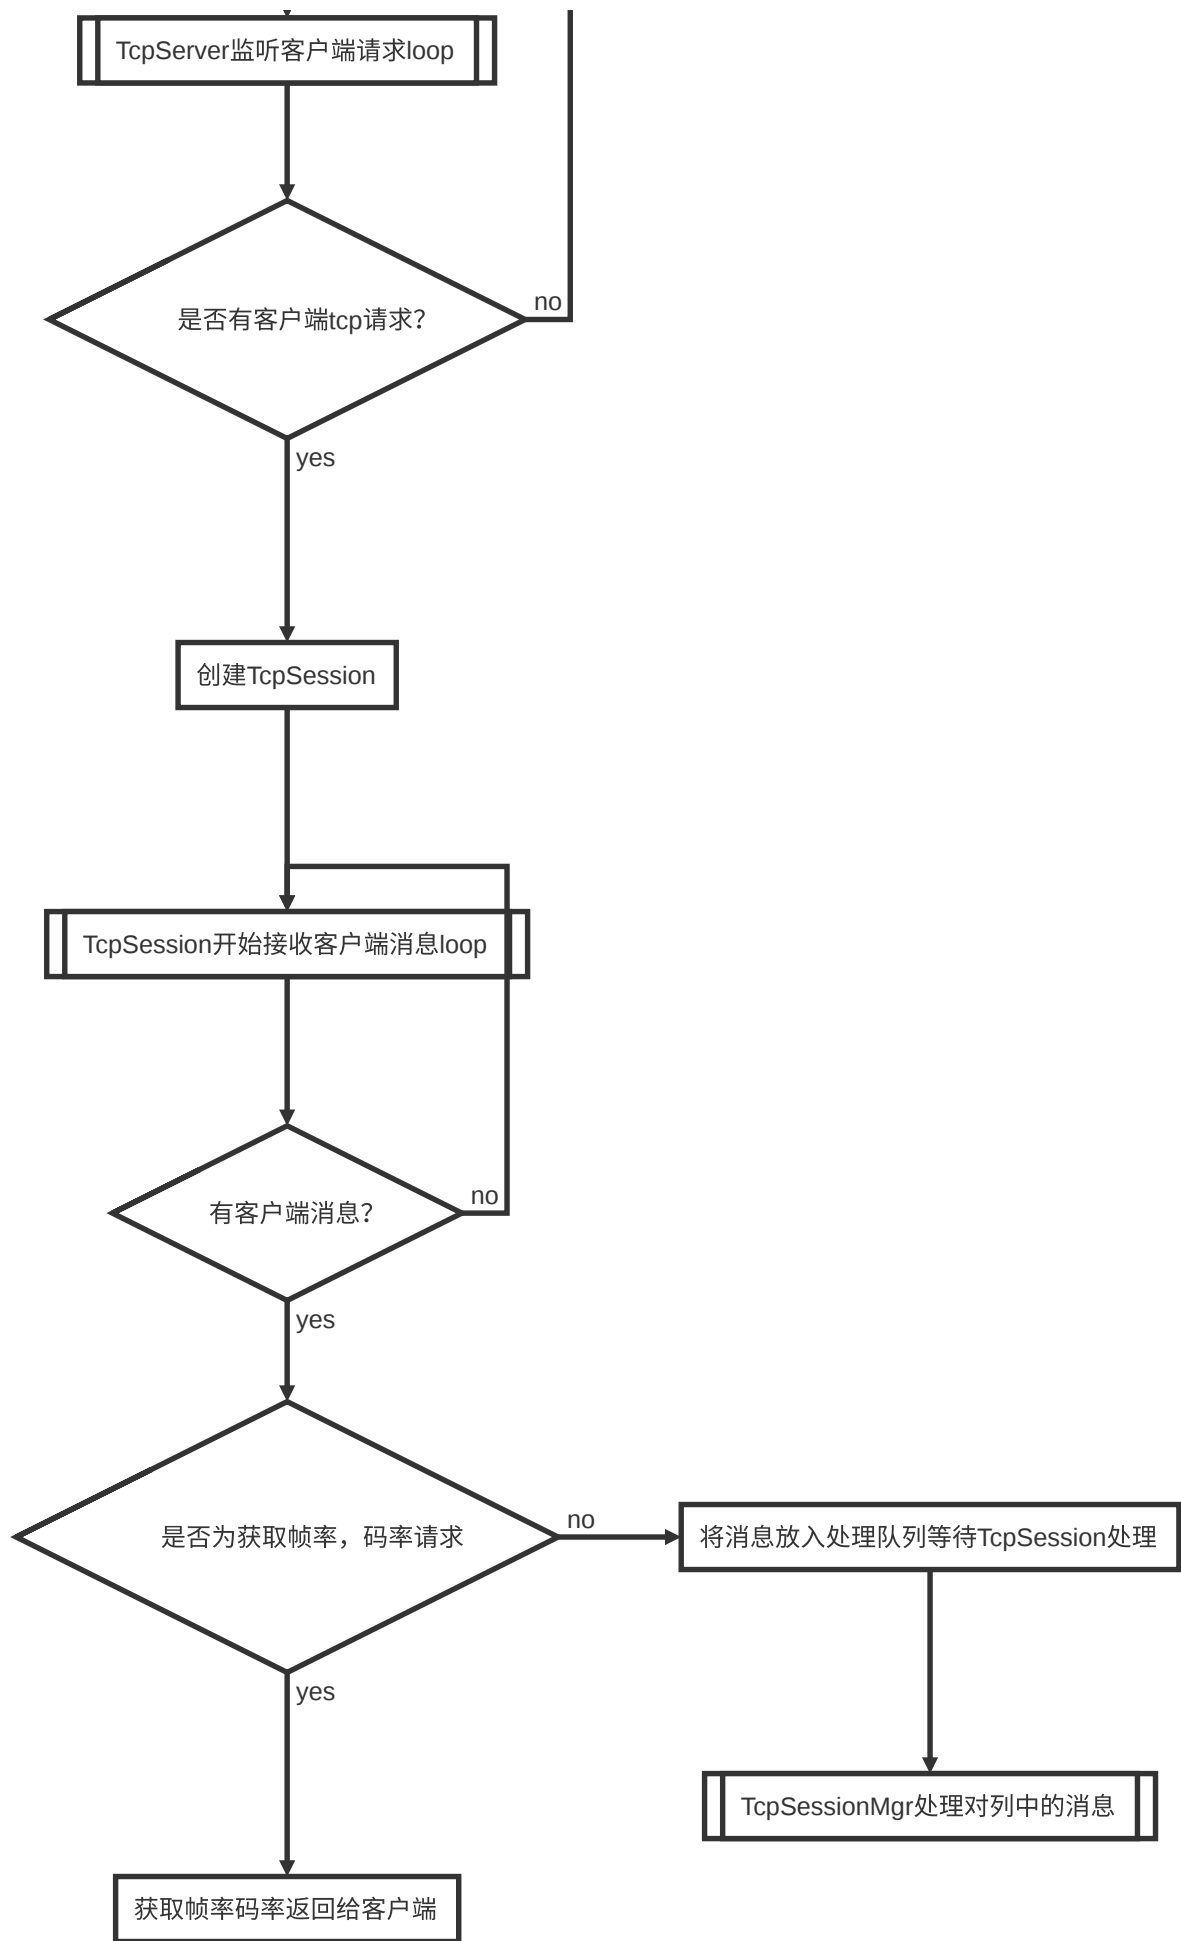 TcpServer监听客户端请求loop
是否有客户端tcp请求？
no
yes
创建TcpSession
TcpSession开始接收客户端消息loop
有客户端消息？
no
yes
是否为获取帧率，码率请求
no
将消息放入处理队列等待TcpSession处理
yes
TcpSessionMgr处理对列中的消息
获取帧率码率返回给客户端